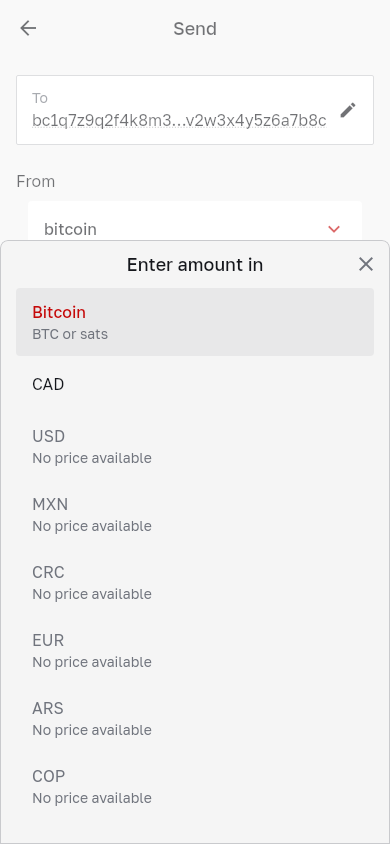 Send
To
bc1q7z9q2f4k8m3...v2w3x4y5z6a7b8c
From
bitcoin
Enter amount in
Bitcoin
BTC or sats
CAD
USD
No price available
MXN
No price available
CRC
No price available
EUR
No price available
ARS
No price available
COP
No price available